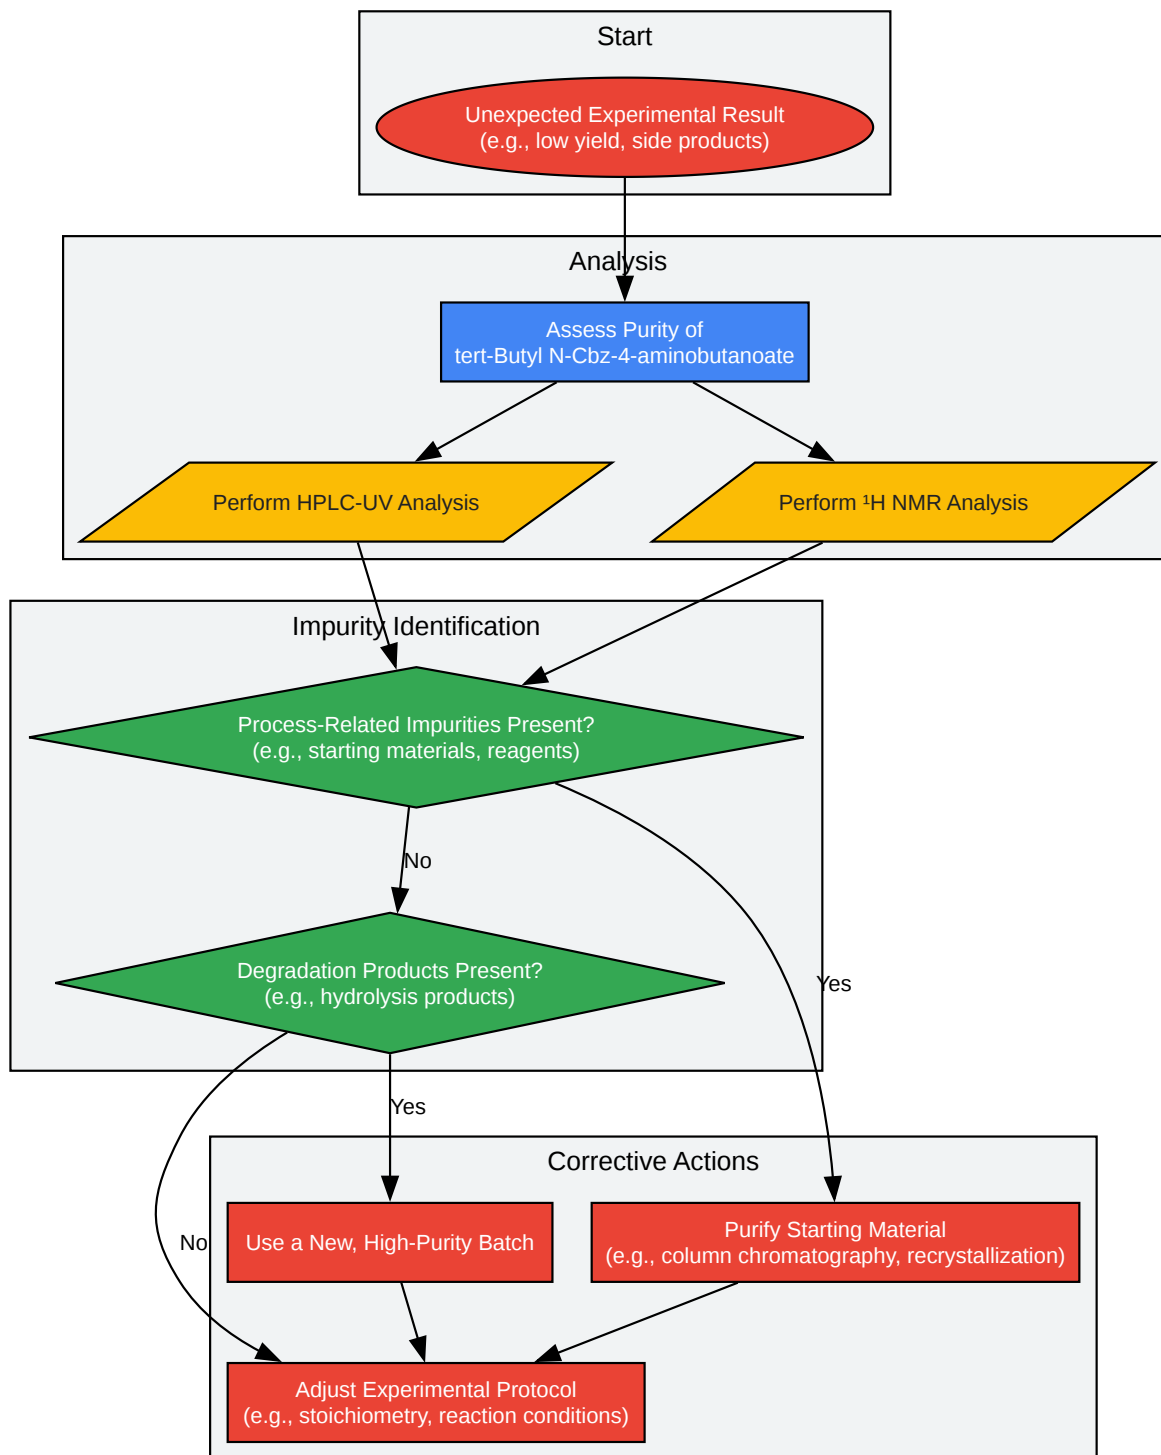 Start
Unexpected Experimental Result
(e.g., low yield, side products)
Analysis
Assess Purity of
tert-Butyl N-Cbz-4-aminobutanoate
Perform HPLC-UV Analysis
Perform ¹H NMR Analysis
Impurity Identification
Process-Related Impurities Present?
(e.g., starting materials, reagents)
No
Degradation Products Present?
(e.g., hydrolysis products)
Yes
Yes
Corrective Actions
Use a New, High-Purity Batch
Purify Starting Material
(e.g., column chromatography, recrystallization)
No
Adjust Experimental Protocol
(e.g., stoichiometry, reaction conditions)